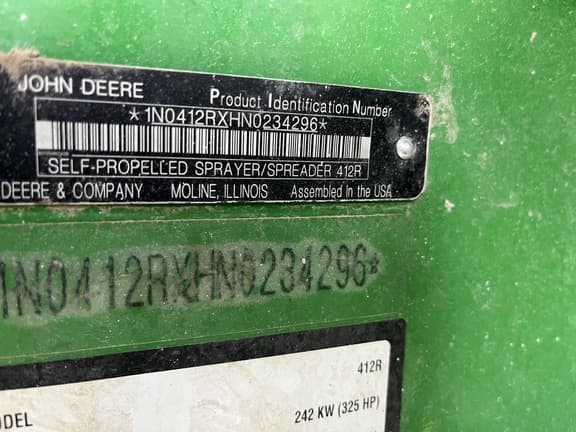 JOHN DEERE
Product Identification Number
*1N0412RXHN0234296*
SELF-PROPELLED SPRAYER/SPREADER 412R
DEERE & COMPANY MOLINE, ILLINOIS Assembled in the USA
1N0412RXHN0234296*
412R
242 KW (325 HP)